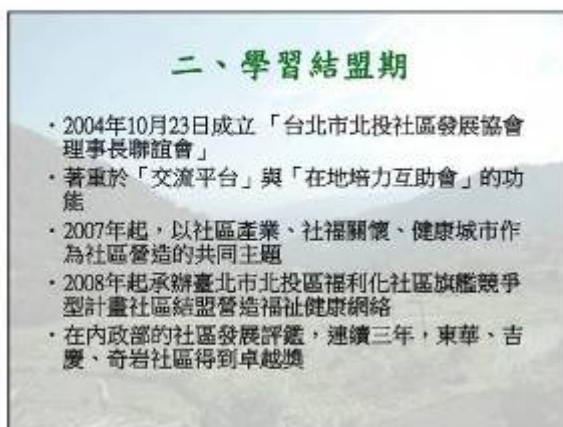 二、學習結盟期
・2004年10月23日成立「台北市北投社區發展協會
理事長聯誼會」
・著重於「交流平台」與「在地培力互助會」的功
能
・2007年起，以社區產業、社福關懷、健康城市作
為社區營造的共同主題
・2008年起承辦臺北市北投區福利化社區旗艦競爭
型計畫社區結盟營造福祉健康網絡
・在內政部的社區發展評鑑，連續三年，東華、吉
慶、奇岩社區得到卓越獎